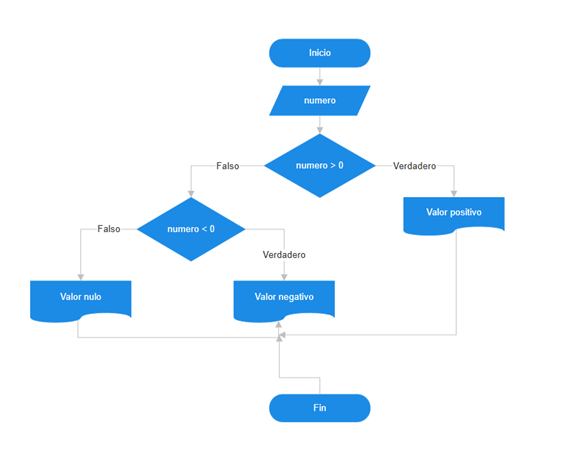 Inicio
numero
numero > 0
Falso
Verdadero
Valor positivo
numero < 0
Falso
Verdadero
Valor nulo
Valor negativo
Fin